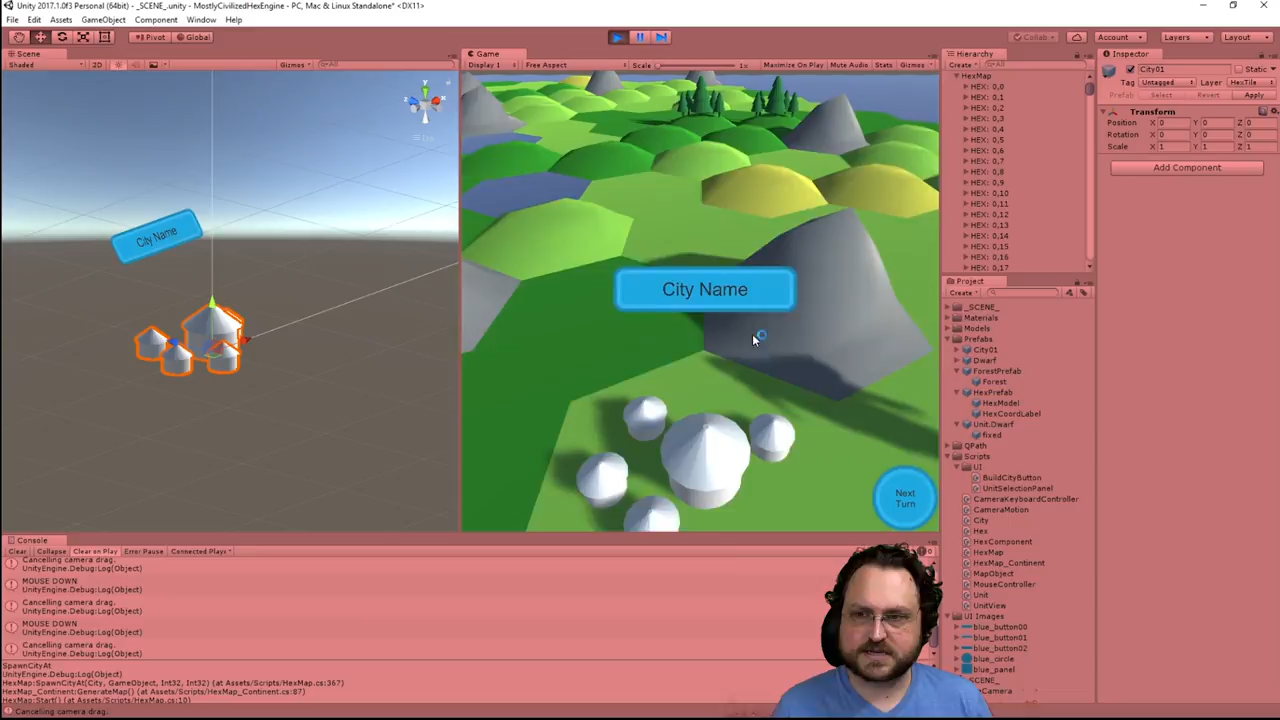 Unity 2017.1.0f3 Personal (64bit) - _SCENE_.unity - MostlyCivilizedHexEngine - PC, Mac & Linux Standalone* <DX11>
File Edit Assets GameObject Component Window Help
Pivot Global Collab Account Layers Layout
Scene
Shaded 2D Gizmos All
Game
Display 1 Free Aspect Scale 1x Maximize On Play Mute Audio Stats Gizmos
Hierarchy
Create All
HexMap
HEX: 0,0
HEX: 0,1
HEX: 0,2
HEX: 0,3
HEX: 0,4
HEX: 0,5
HEX: 0,6
HEX: 0,7
HEX: 0,8
HEX: 0,9
HEX: 0,10
HEX: 0,11
HEX: 0,12
HEX: 0,13
HEX: 0,14
HEX: 0,15
HEX: 0,16
HEX: 0,17
Inspector
City01 Static
Tag Untagged Layer HexTile
Prefab Select Revert Apply
Transform
Position X 0 Y 0 Z 0
Rotation X 0 Y 0 Z 0
Scale X 1 Y 1 Z 1
Add Component
y
z
x
City Name
City Name
Next
Turn
Project
Create
_SCENE_
Materials
Models
Prefabs
City01
Dwarf
ForestPrefab
Forest
HexPrefab
HexModel
HexCoordLabel
Unit.Dwarf
fixed
QPath
Scripts
UI
BuildCityButton
UnitSelectionPanel
CameraKeyboardController
CameraMotion
City
Hex
HexComponent
HexMap
HexMap_Continent
MapObject
MouseController
Unit
UnitView
UI Images
blue_button00
blue_button01
blue_button02
blue_circle
blue_panel
_SCENE_
Console
Clear Collapse Clear on Play Error Pause Connected Players
Cancelling camera drag.
UnityEngine.Debug:Log(Object)
MOUSE DOWN
UnityEngine.Debug:Log(Object)
Cancelling camera drag.
UnityEngine.Debug:Log(Object)
MOUSE DOWN
UnityEngine.Debug:Log(Object)
Cancelling camera drag.
UnityEngine.Debug:Log(Object)
SpawnCityAt
UnityEngine.Debug:Log(Object)
HexMap:SpawnCityAt(City, GameObject, Int32, Int32) (at Assets/Scripts/HexMap.cs:367)
HexMap_Continent:GenerateMap() (at Assets/Scripts/HexMap_Continent.cs:87)
HexMap:Start() (at Assets/Scripts/HexMap.cs:10)
Cancelling camera drag.